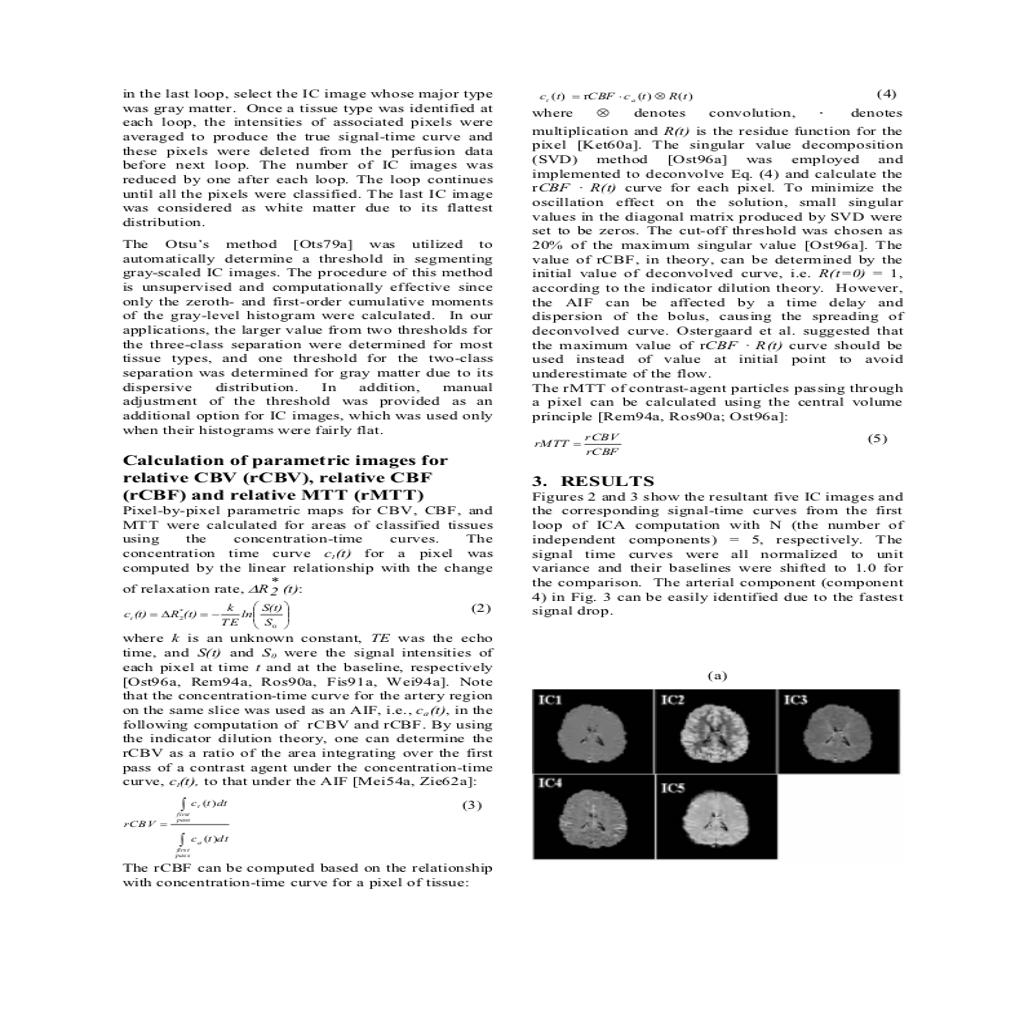 in the last loop, select the IC image whose major type
was gray matter. Once a tissue type was identified at
each loop, the intensities of associated pixels were
averaged to produce the true signal-time curve and
these pixels were deleted from the perfusion data
before next loop. The number of IC images was
reduced by one after each loop. The loop continues
until all the pixels were classified. The last IC image
was considered as white matter due to its flattest
distribution.
The Otsu's method [Ots79a] was utilized to
automatically determine a threshold in segmenting
gray-scaled IC images. The procedure of this method
is unsupervised and computationally effective since
only the zeroth- and first-order cumulative moments
of the gray-level histogram were calculated. In our
applications, the larger value from two thresholds for
the three-class separation were determined for most
tissue types, and one threshold for the two-class
separation was determined for gray matter due to its
dispersive distribution. In addition, manual
adjustment of the threshold was provided as an
additional option for IC images, which was used only
when their histograms were fairly flat.
Calculation of parametric images for
relative CBV (rCBV), relative CBF
(rCBF) and relative MTT (rMTT)
Pixel-by-pixel parametric maps for CBV, CBF, and
MTT were calculated for areas of classified tissues
using the concentration-time curves. The
concentration time curve cₜ(t) for a pixel was
computed by the linear relationship with the change
of relaxation rate, ΔR₂* (t):
cₜ(t) = ΔR₂*(t) = − k/TE ln( S(t)/S₀ ) (2)
where k is an unknown constant, TE was the echo
time, and S(t) and S₀ were the signal intensities of
each pixel at time t and at the baseline, respectively
[Ost96a, Rem94a, Ros90a, Fis91a, Wei94a]. Note
that the concentration-time curve for the artery region
on the same slice was used as an AIF, i.e., cₐ(t), in the
following computation of rCBV and rCBF. By using
the indicator dilution theory, one can determine the
rCBV as a ratio of the area integrating over the first
pass of a contrast agent under the concentration-time
curve, cₜ(t), to that under the AIF [Mei54a, Zie62a]:
rCBV = ∫ first pass cₜ(t)dt / ∫ first pass cₐ(t)dt (3)
The rCBF can be computed based on the relationship
with concentration-time curve for a pixel of tissue:
cₜ(t) = rCBF · cₐ(t) ⊗ R(t) (4)
where ⊗ denotes convolution, · denotes
multiplication and R(t) is the residue function for the
pixel [Ket60a]. The singular value decomposition
(SVD) method [Ost96a] was employed and
implemented to deconvolve Eq. (4) and calculate the
rCBF · R(t) curve for each pixel. To minimize the
oscillation effect on the solution, small singular
values in the diagonal matrix produced by SVD were
set to be zeros. The cut-off threshold was chosen as
20% of the maximum singular value [Ost96a]. The
value of rCBF, in theory, can be determined by the
initial value of deconvolved curve, i.e. R(t=0) = 1,
according to the indicator dilution theory. However,
the AIF can be affected by a time delay and
dispersion of the bolus, causing the spreading of
deconvolved curve. Ostergaard et al. suggested that
the maximum value of rCBF · R(t) curve should be
used instead of value at initial point to avoid
underestimate of the flow.
The rMTT of contrast-agent particles passing through
a pixel can be calculated using the central volume
principle [Rem94a, Ros90a; Ost96a]:
rMTT = rCBV/rCBF (5)
3. RESULTS
Figures 2 and 3 show the resultant five IC images and
the corresponding signal-time curves from the first
loop of ICA computation with N (the number of
independent components) = 5, respectively. The
signal time curves were all normalized to unit
variance and their baselines were shifted to 1.0 for
the comparison. The arterial component (component
4) in Fig. 3 can be easily identified due to the fastest
signal drop.
(a)
IC1 IC2 IC3
IC4 IC5